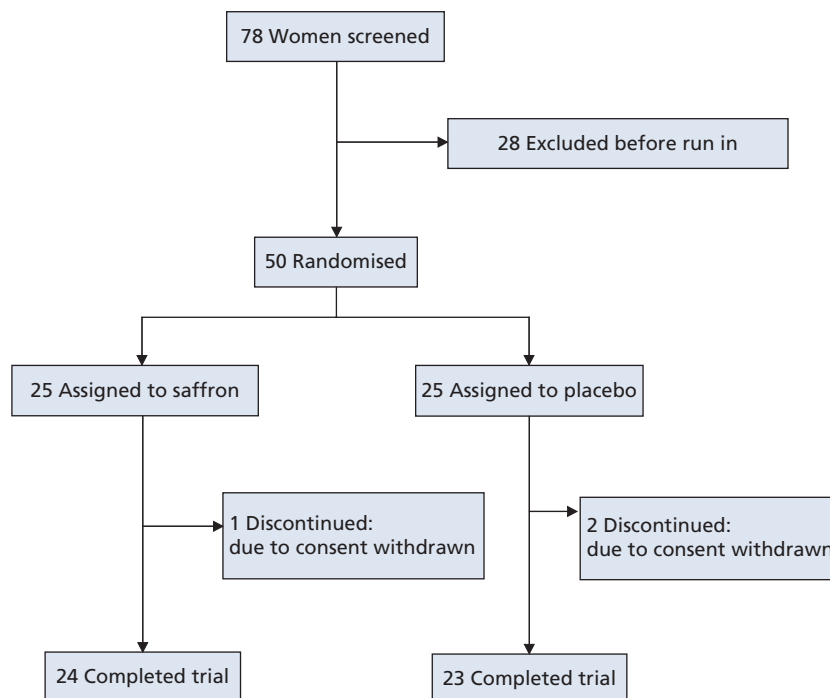 78 Women screened
28 Excluded before run in
50 Randomised
25 Assigned to saffron
25 Assigned to placebo
1 Discontinued:
due to consent withdrawn
2 Discontinued:
due to consent withdrawn
24 Completed trial
23 Completed trial